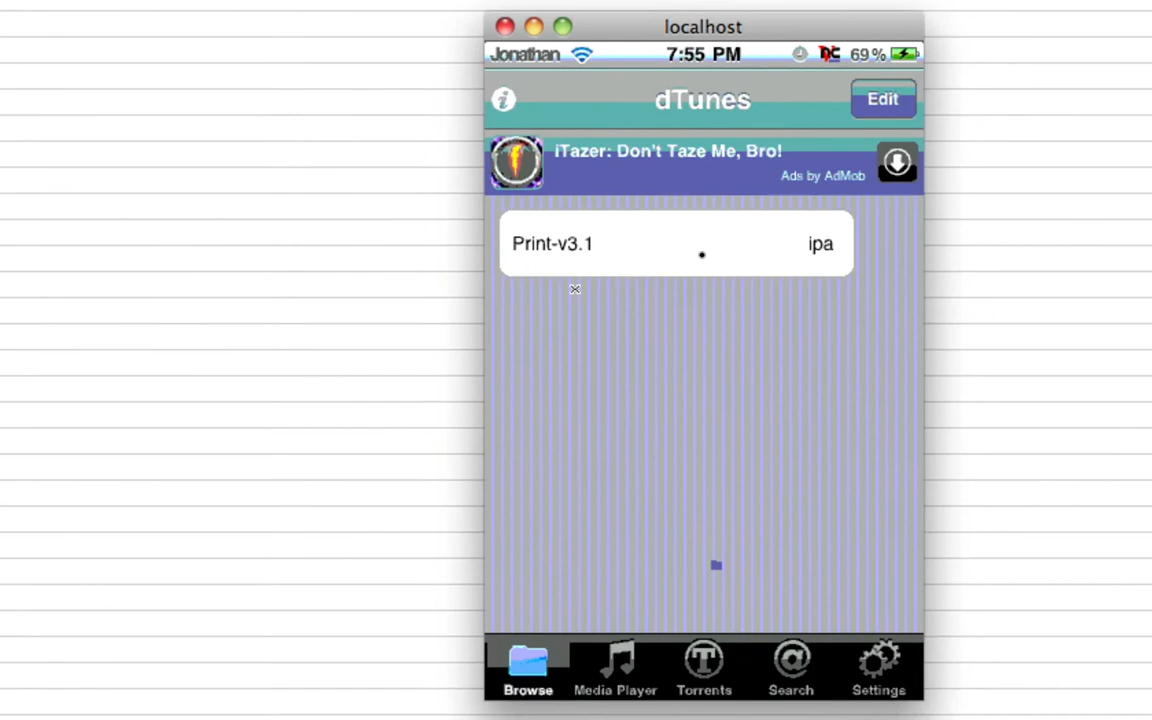 localhost
Jonathan 7:55 PM 69%
dTunes
Edit
iTazer: Don't Taze Me, Bro!
Ads by AdMob
Print-v3.1 ipa
Browse Media Player Torrents Search Settings